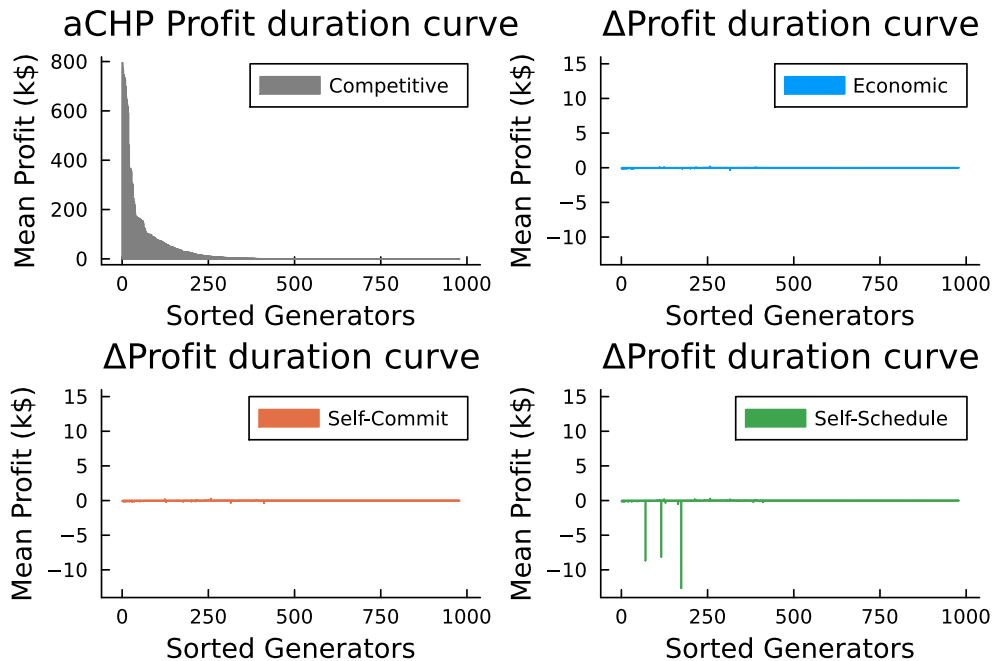 aCHP Profit duration curve
Mean Profit (k$)
800
600
400
200
0
Competitive
0 250 500 750 1000
Sorted Generators
ΔProfit duration curve
Mean Profit (k$)
15
10
5
0
−5
−10
Economic
0 250 500 750 1000
Sorted Generators
ΔProfit duration curve
Mean Profit (k$)
15
10
5
0
−5
−10
Self-Commit
0 250 500 750 1000
Sorted Generators
ΔProfit duration curve
Mean Profit (k$)
15
10
5
0
−5
−10
Self-Schedule
0 250 500 750 1000
Sorted Generators